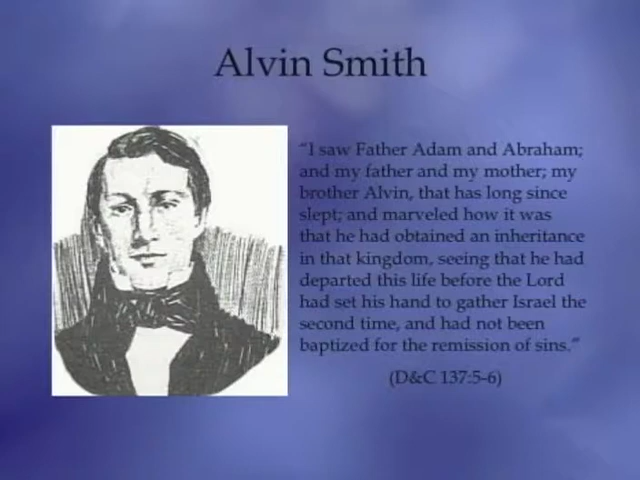 Alvin Smith
“I saw Father Adam and Abraham;
and my father and my mother; my
brother Alvin, that has long since
slept; and marveled how it was
that he had obtained an inheritance
in that kingdom, seeing that he had
departed this life before the Lord
had set his hand to gather Israel the
second time, and had not been
baptized for the remission of sins.”
(D&C 137:5-6)